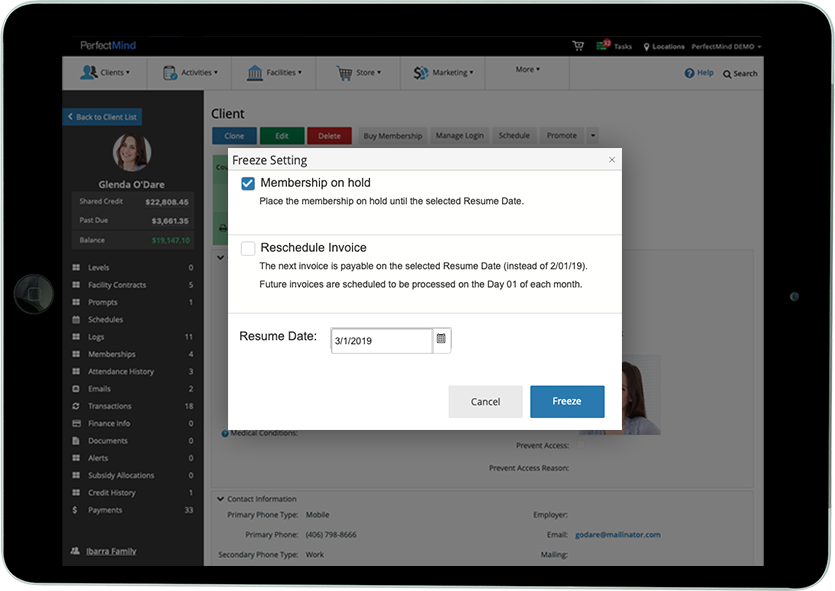 PerfectMind
32
Tasks
Locations
PerfectMind DEMO
Clients
Activities
Facilities
Store
Marketing
More
Help
Search
Back to Client List
Client
Clone
Edit
Delete
Buy Membership
Manage Login
Schedule
Promote
Glenda O'Dare
Shared Credit $22,808.45
Past Due $3,661.35
Balance $19,147.10
Levels 0
Facility Contracts 5
Prompts 1
Schedules
Logs 11
Memberships 4
Attendance History 3
Emails 2
Transactions 18
Finance Info 0
Documents 0
Alerts 0
Subsidy Allocations 0
Credit History 1
Payments 33
Ibarra Family
Freeze Setting
Membership on hold
Place the membership on hold until the selected Resume Date.
Reschedule Invoice
The next invoice is payable on the selected Resume Date (instead of 2/01/19).
Future invoices are scheduled to be processed on the Day 01 of each month.
Resume Date: 3/1/2019
Cancel
Freeze
Medical Conditions:
Prevent Access:
Prevent Access Reason:
Contact Information
Primary Phone Type: Mobile
Employer:
Primary Phone: (406) 798-8666
Email: godare@mailinator.com
Secondary Phone Type: Work
Mailing: